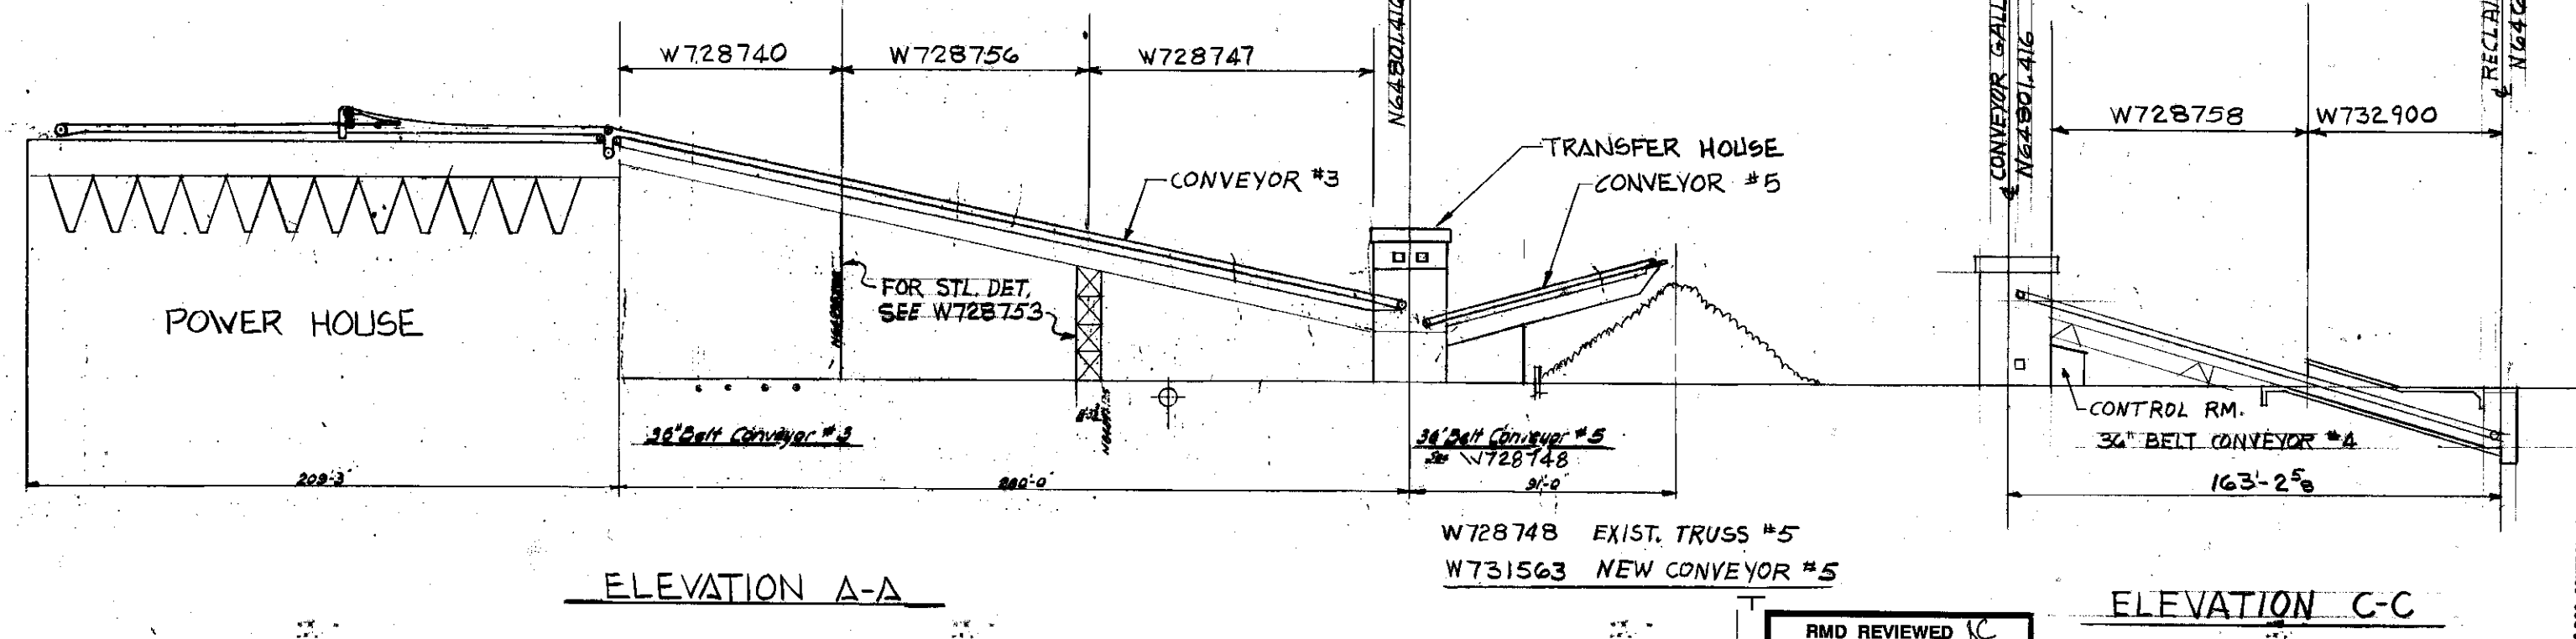 W728740
W728756
W728747
N64801.416
CONVEYOR GALL
N64801.416
RECLAI
W728758
W732900
TRANSFER HOUSE
CONVEYOR #5
CONVEYOR #3
POWER HOUSE
FOR STL. DET.
SEE W728753
36" Belt Conveyor #3
36" Belt Conveyor #5
See W728748
CONTROL RM.
36" BELT CONVEYOR #4
209'-3"
280'-0"
91'-0"
163'-2 5/8
W728748 EXIST. TRUSS #5
W731563 NEW CONVEYOR #5
ELEVATION A-A
ELEVATION C-C
RMD REVIEWED